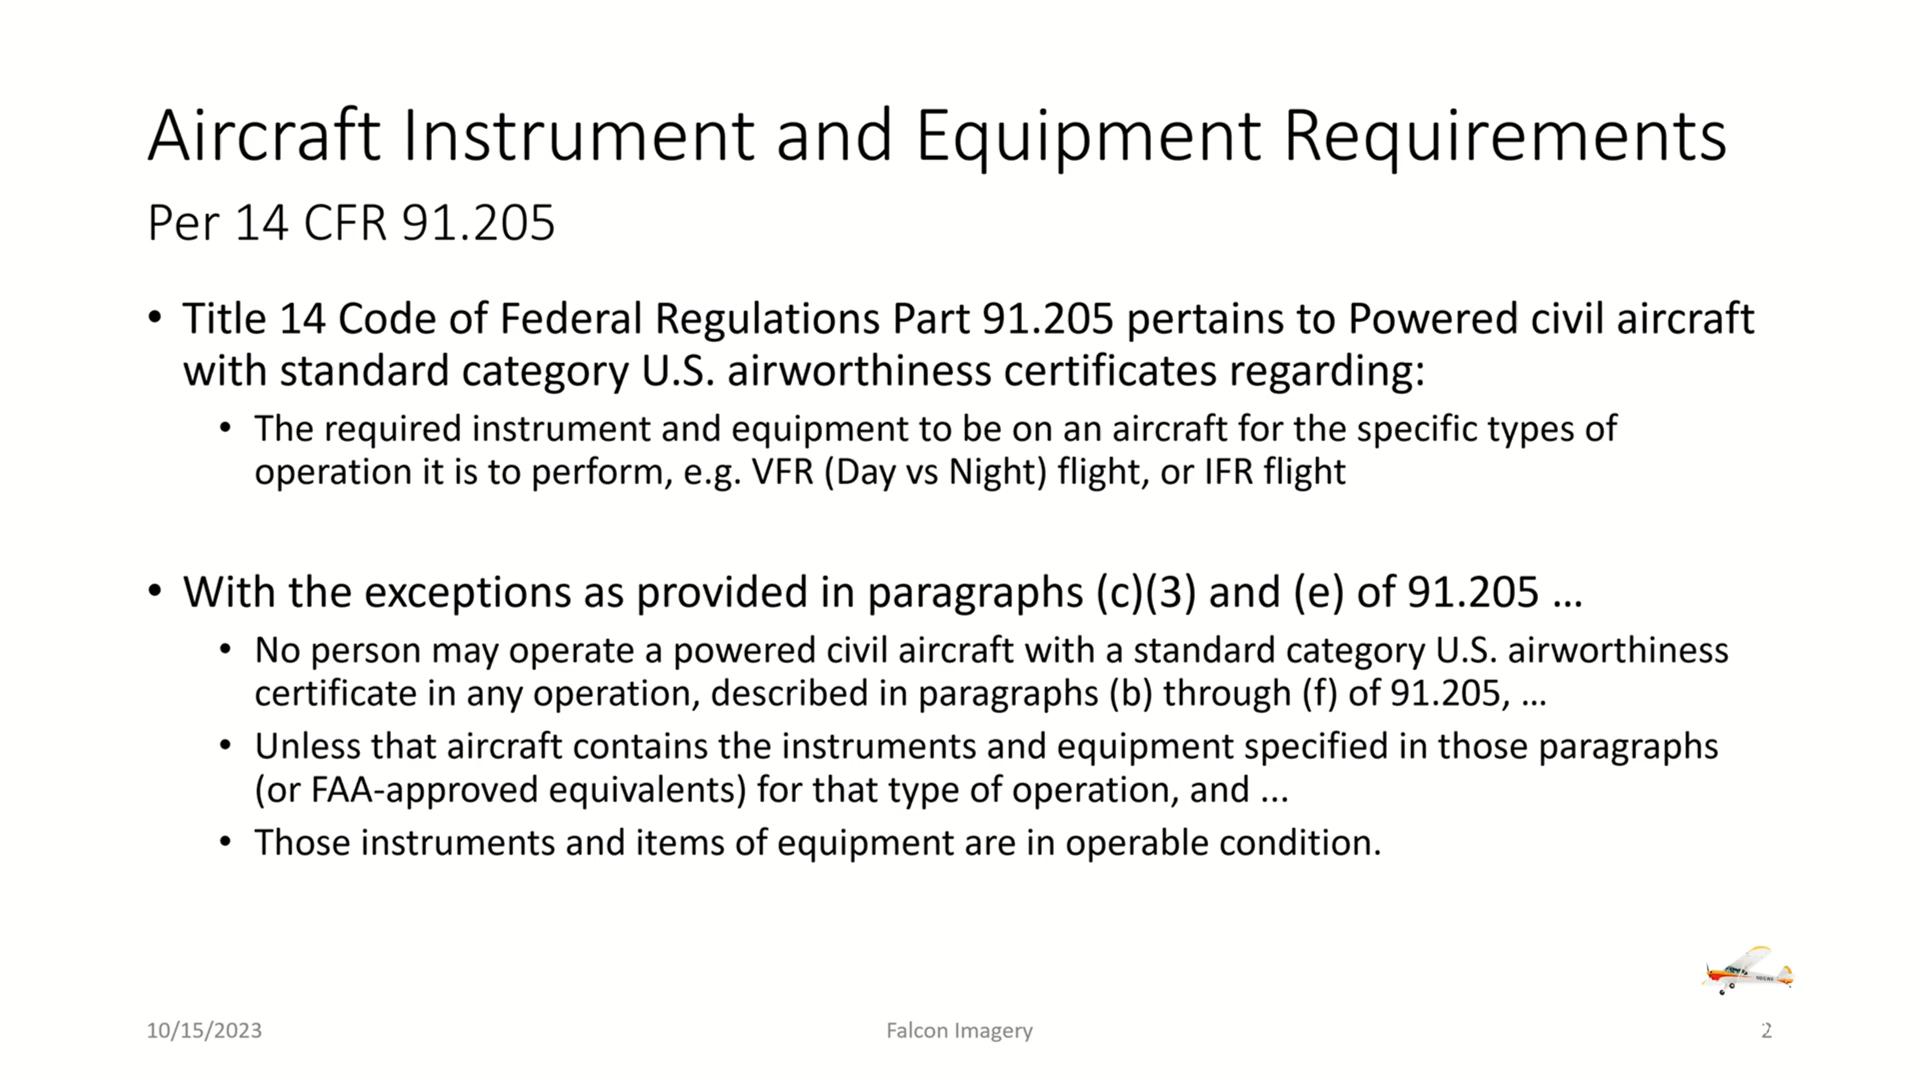 Aircraft Instrument and Equipment Requirements
Per 14 CFR 91.205
• Title 14 Code of Federal Regulations Part 91.205 pertains to Powered civil aircraft
with standard category U.S. airworthiness certificates regarding:
• The required instrument and equipment to be on an aircraft for the specific types of
operation it is to perform, e.g. VFR (Day vs Night) flight, or IFR flight
• With the exceptions as provided in paragraphs (c)(3) and (e) of 91.205 …
• No person may operate a powered civil aircraft with a standard category U.S. airworthiness
certificate in any operation, described in paragraphs (b) through (f) of 91.205, …
• Unless that aircraft contains the instruments and equipment specified in those paragraphs
(or FAA-approved equivalents) for that type of operation, and ...
• Those instruments and items of equipment are in operable condition.
10/15/2023
Falcon Imagery
2